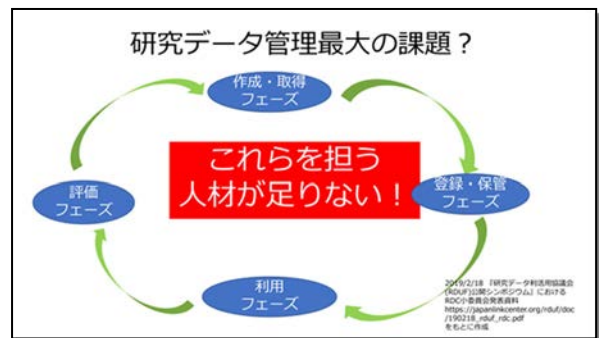 研究データ管理最大の課題？
作成・取得
フェーズ
これらを担う
人材が足りない！
登録・保管
フェーズ
評価
フェーズ
利用
フェーズ
2019/2/18 『研究データ利活用協議会
(RDUF)公開シンポジウム』における
RDC小委員会発表資料
https://japanlinkcenter.org/rduf/doc
/190218_rduf_rdc.pdf
をもとに作成